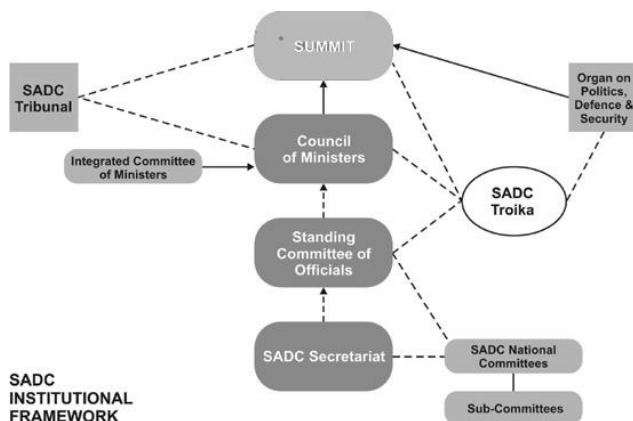 SUMMIT
SADC
Tribunal
Organ on
Politics,
Defence &
Security
Council
of Ministers
Integrated Committee
of Ministers
SADC
Troika
Standing
Committee of
Officials
SADC Secretariat
SADC National
Committees
Sub-Committees
SADC
INSTITUTIONAL
FRAMEWORK